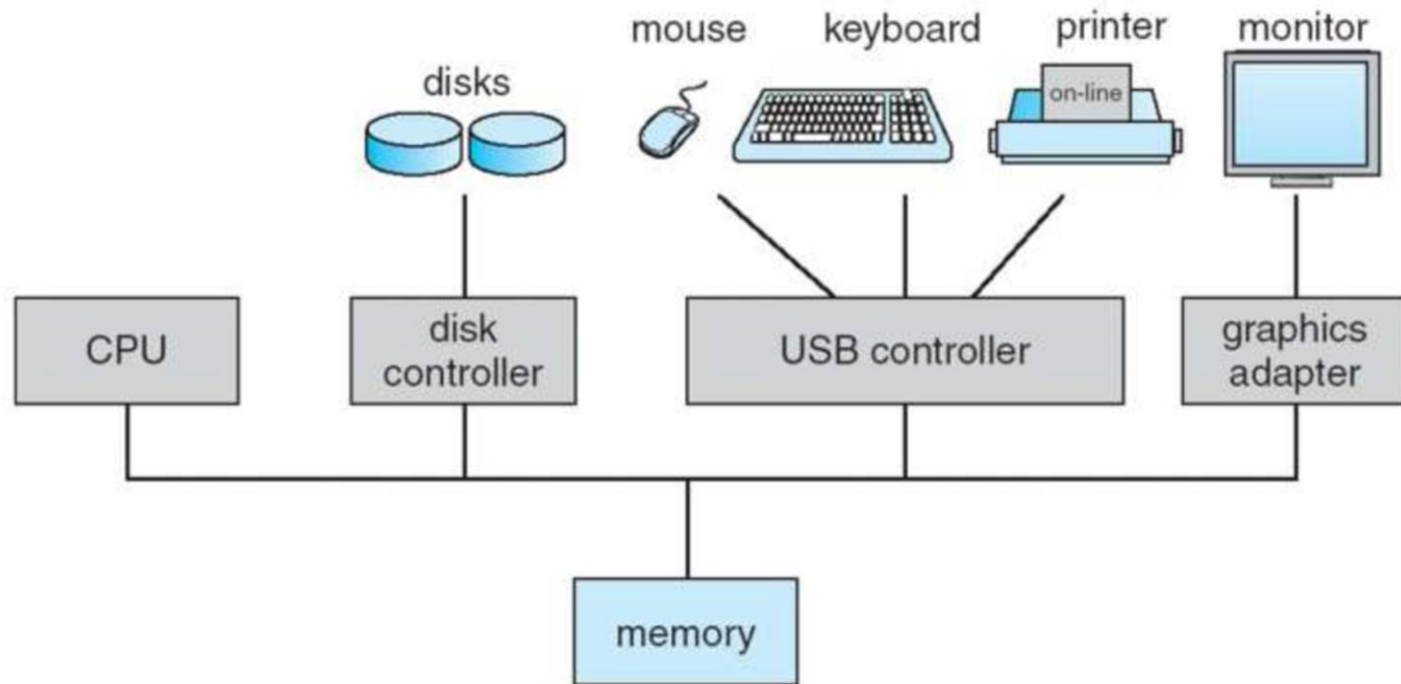 mouse
keyboard
printer
monitor
disks
on-line
CPU
disk
controller
USB controller
graphics
adapter
memory